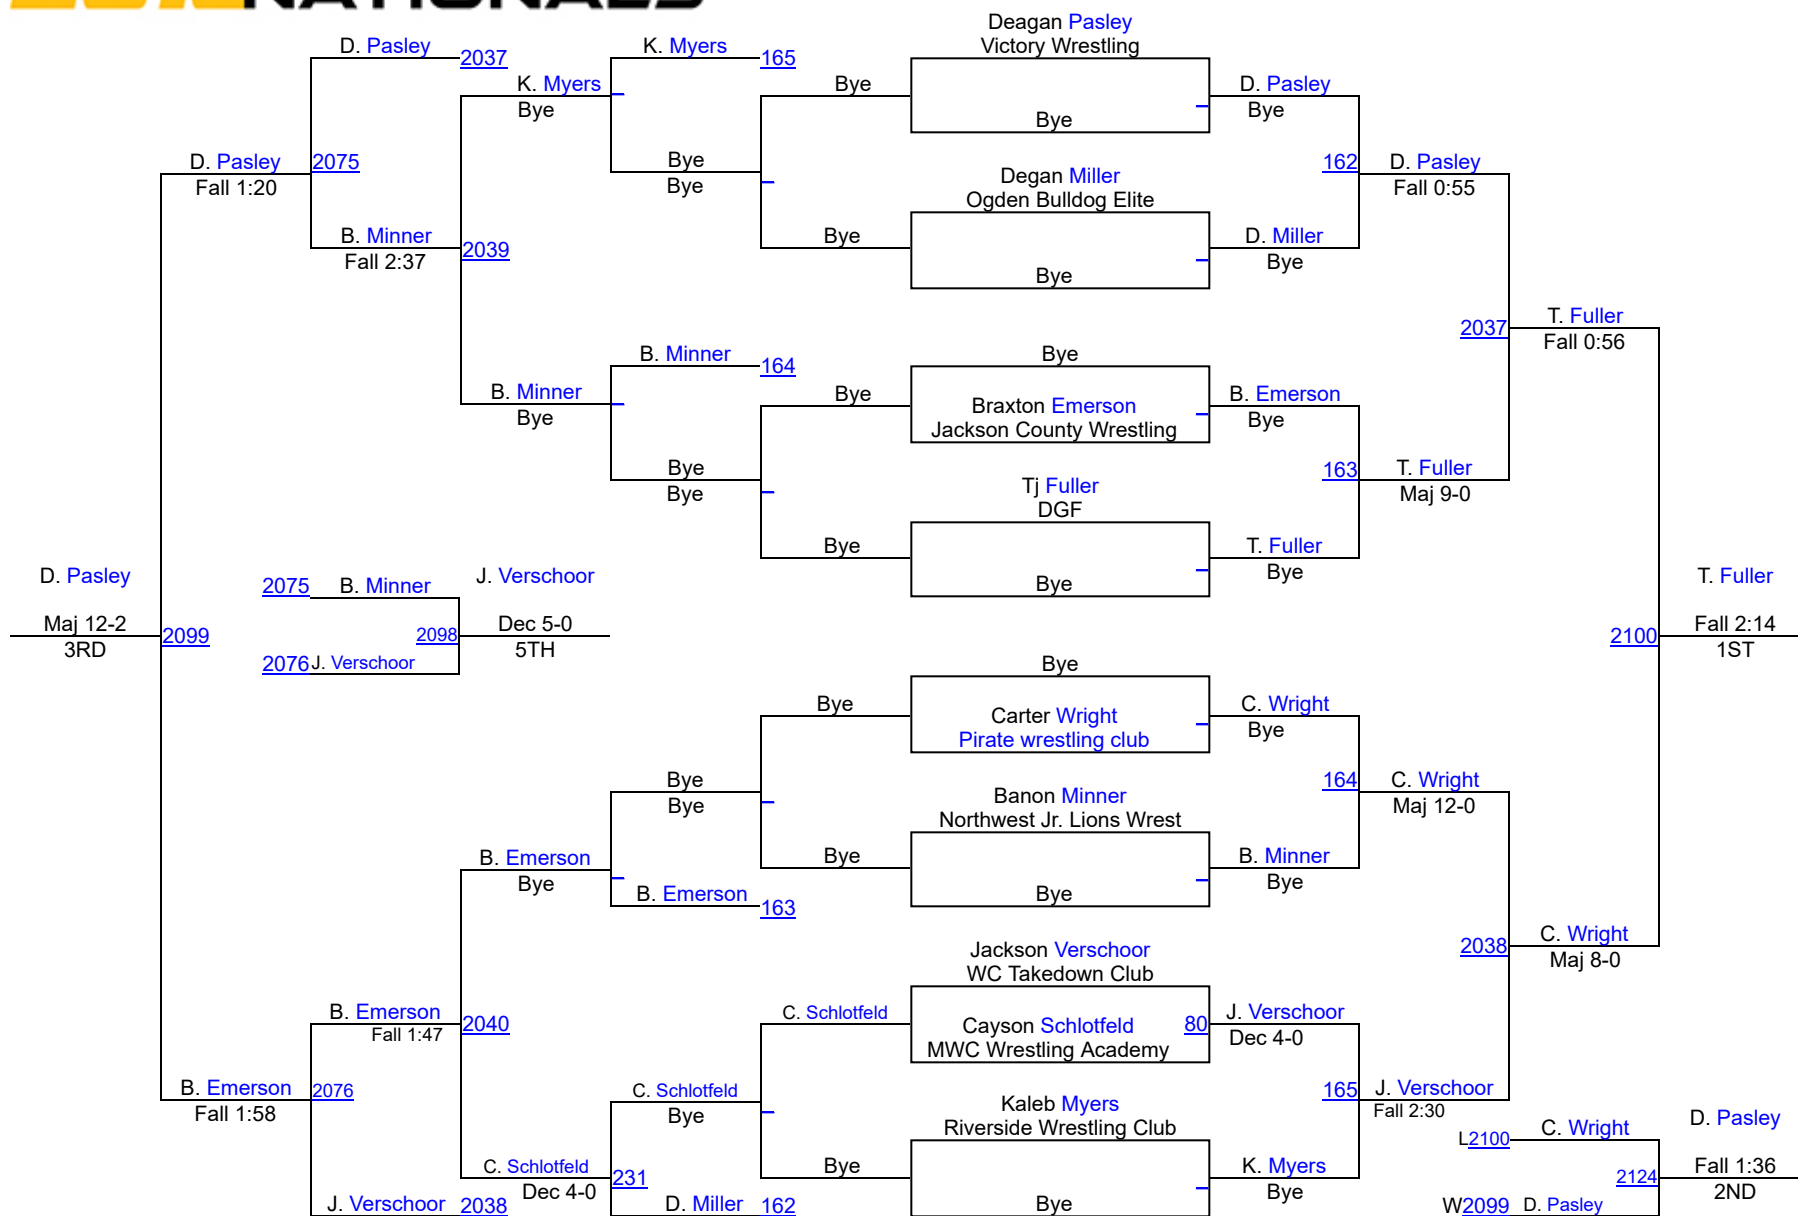 NATIONALS
Deagan Pasley
Victory Wrestling
D. Pasley
2037
K. Myers
165
K. Myers
Bye
Bye
D. Pasley
Bye
Bye
D. Pasley
Fall 1:20
2075
Bye
Bye
Degan Miller
Ogden Bulldog Elite
162
D. Pasley
Fall 0:55
B. Minner
Fall 2:37
2039
Bye
D. Miller
Bye
Bye
T. Fuller
Fall 0:56
2037
B. Minner
164
Bye
B. Minner
Bye
Bye
Braxton Emerson
Jackson County Wrestling
B. Emerson
Bye
Bye
Bye
Tj Fuller
DGF
163
T. Fuller
Maj 9-0
Bye
T. Fuller
Bye
Bye
D. Pasley
Maj 12-2
3RD
2099
2075
B. Minner
J. Verschoor
2098
Dec 5-0
5TH
2076
J. Verschoor
T. Fuller
2100
Fall 2:14
1ST
Bye
Bye
Carter Wright
Pirate wrestling club
C. Wright
Bye
Bye
Bye
Banon Minner
Northwest Jr. Lions Wrest
164
C. Wright
Maj 12-0
B. Emerson
Bye
Bye
B. Minner
Bye
Bye
B. Emerson
163
2038
C. Wright
Maj 8-0
Jackson Verschoor
WC Takedown Club
B. Emerson
Fall 1:47
2040
C. Schlotfeld
Cayson Schlotfeld
MWC Wrestling Academy
80
J. Verschoor
Dec 4-0
B. Emerson
Fall 1:58
2076
C. Schlotfeld
Bye
Kaleb Myers
Riverside Wrestling Club
165
J. Verschoor
Fall 2:30
C. Schlotfeld
Dec 4-0
231
Bye
K. Myers
Bye
Bye
L2100
C. Wright
D. Pasley
2124
Fall 1:36
2ND
J. Verschoor
2038
D. Miller
162
W2099
D. Pasley